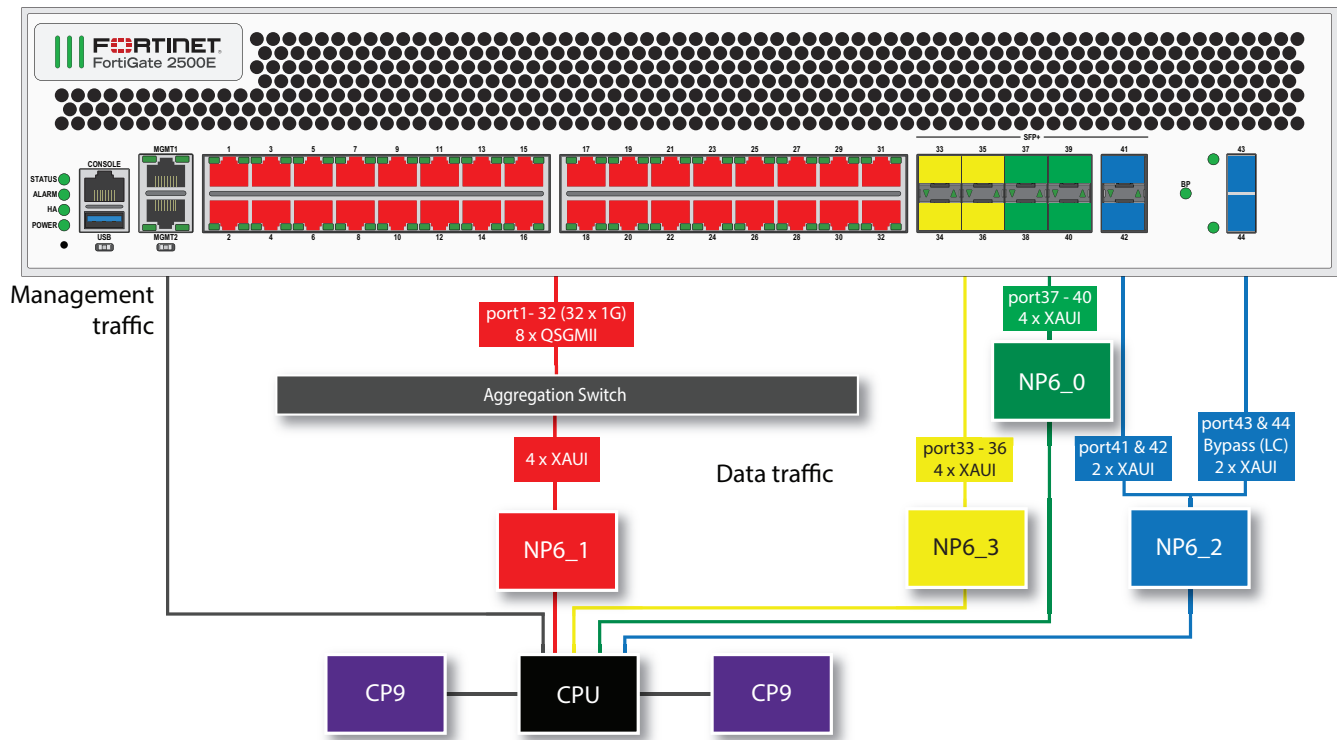 FORTINET
FortiGate 2500E
SFP+
CONSOLE
MGMT1
1 3 5 7 9 11 13 15
17 19 21 23 25 27 29 31
33 35 37 39
41
43
STATUS
ALARM
HA
POWER
BP
USB
MGMT2
2 4 6 8 10 12 14 16
18 20 22 24 26 28 30 32
34 36 38 40
42
44
Management
traffic
port1- 32 (32 x 1G)
8 x QSGMII
port37 - 40
4 x XAUI
Aggregation Switch
NP6_0
4 x XAUI
Data traffic
port33 - 36
4 x XAUI
port41 & 42
2 x XAUI
port43 & 44
Bypass (LC)
2 x XAUI
NP6_1
NP6_3
NP6_2
CP9
CPU
CP9